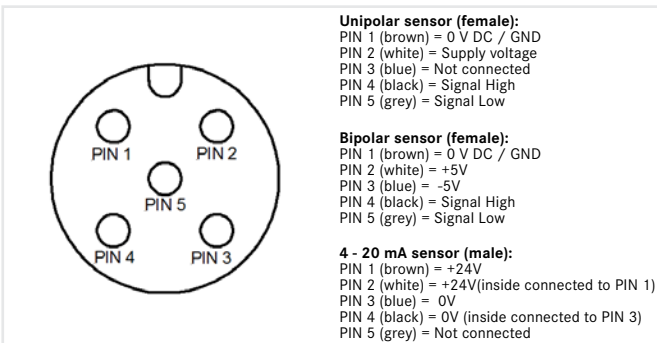 PIN 1
PIN 2
PIN 5
PIN 4
PIN 3
Unipolar sensor (female):
PIN 1 (brown) = 0 V DC / GND
PIN 2 (white) = Supply voltage
PIN 3 (blue) = Not connected
PIN 4 (black) = Signal High
PIN 5 (grey) = Signal Low
Bipolar sensor (female):
PIN 1 (brown) = 0 V DC / GND
PIN 2 (white) = +5V
PIN 3 (blue) = -5V
PIN 4 (black) = Signal High
PIN 5 (grey) = Signal Low
4 - 20 mA sensor (male):
PIN 1 (brown) = +24V
PIN 2 (white) = +24V(inside connected to PIN 1)
PIN 3 (blue) = 0V
PIN 4 (black) = 0V (inside connected to PIN 3)
PIN 5 (grey) = Not connected